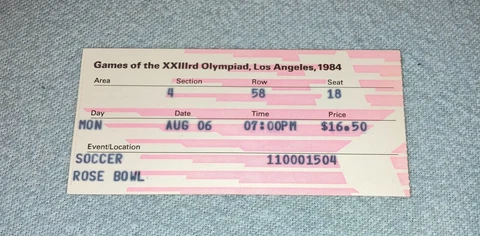 Games of the XXIIIrd Olympiad, Los Angeles, 1984
Area Section Row Seat
4 58 18
Day Date Time Price
MON AUG 06 07:00PM $16.50
Event/Location
SOCCER 110001504
ROSE BOWL